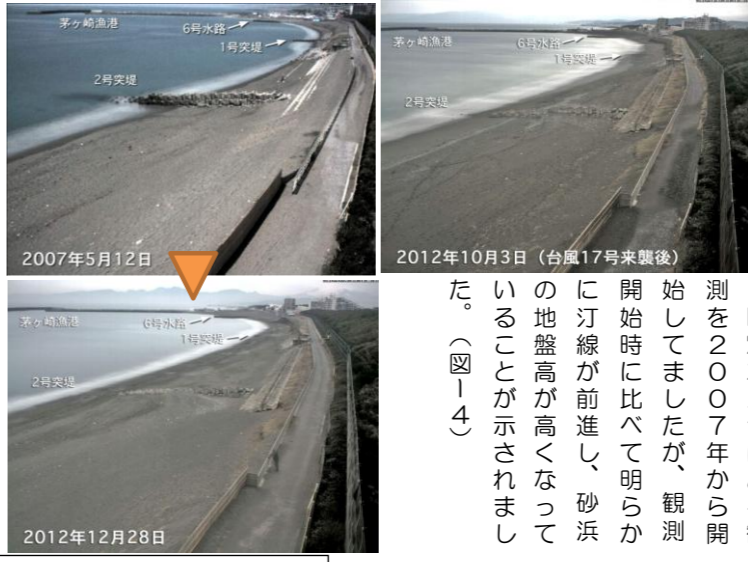 茅ヶ崎漁港
6号水路
1号突堤
2号突堤
2007年5月12日
茅ヶ崎漁港
6号水路
1号突堤
2号突堤
2012年10月3日（台風17号来襲後）
茅ヶ崎漁港
6号水路
1号突堤
2号突堤
2012年12月28日
測を２００７年から開
始してましたが、観測
開始時に比べて明らか
に汀線が前進し、砂浜
の地盤高が高くなって
いることが示されまし
た。（図ー４）